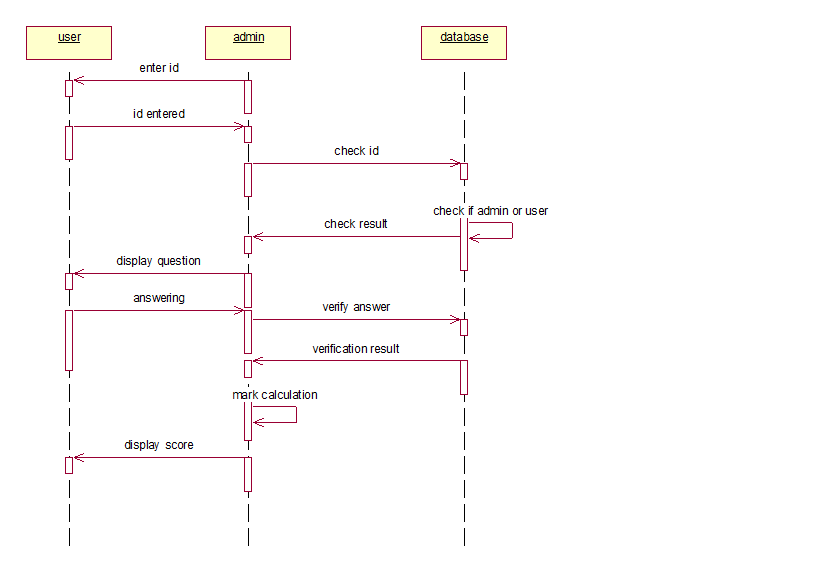 user
admin
database
enter id
id entered
check id
check if admin or user
check result
display question
answering
verify answer
verification result
mark calculation
display score